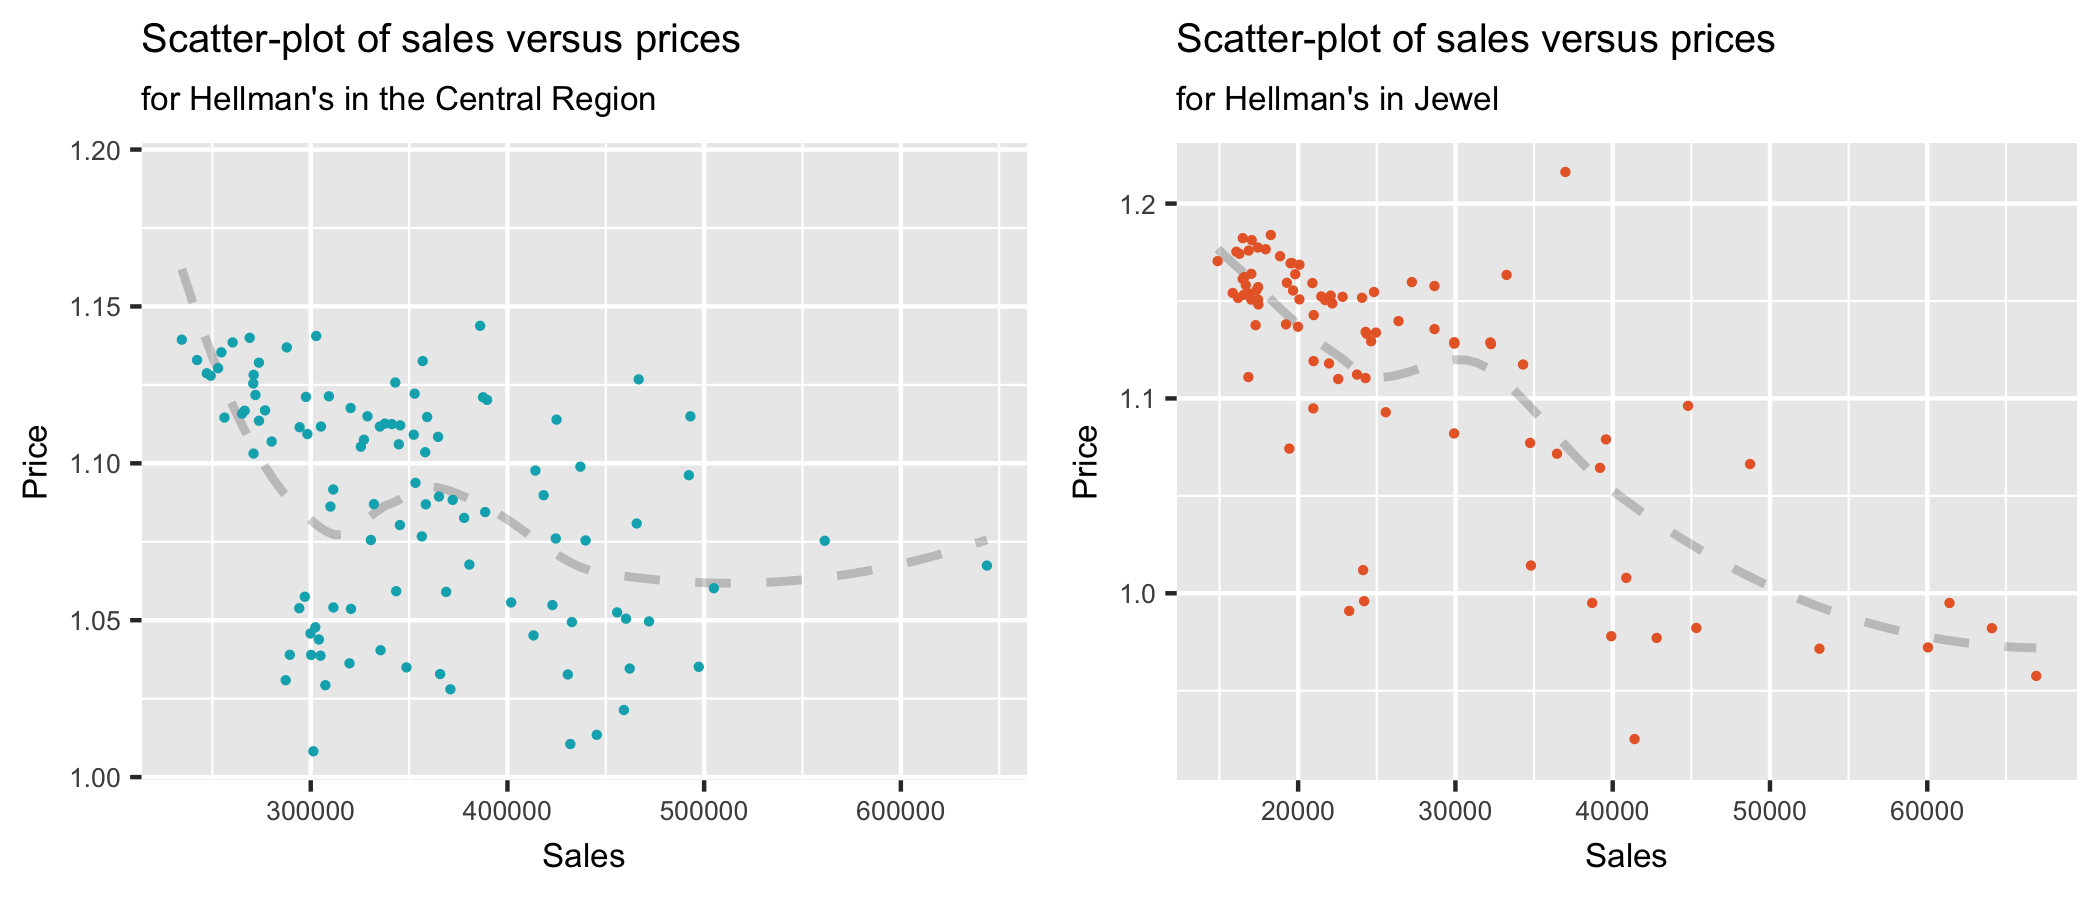 Scatter-plot of sales versus prices
for Hellman's in the Central Region
1.20
1.15
1.10
1.05
1.00
Price
300000 400000 500000 600000
Sales
Scatter-plot of sales versus prices
for Hellman's in Jewel
1.2
1.1
1.0
Price
20000 30000 40000 50000 60000
Sales